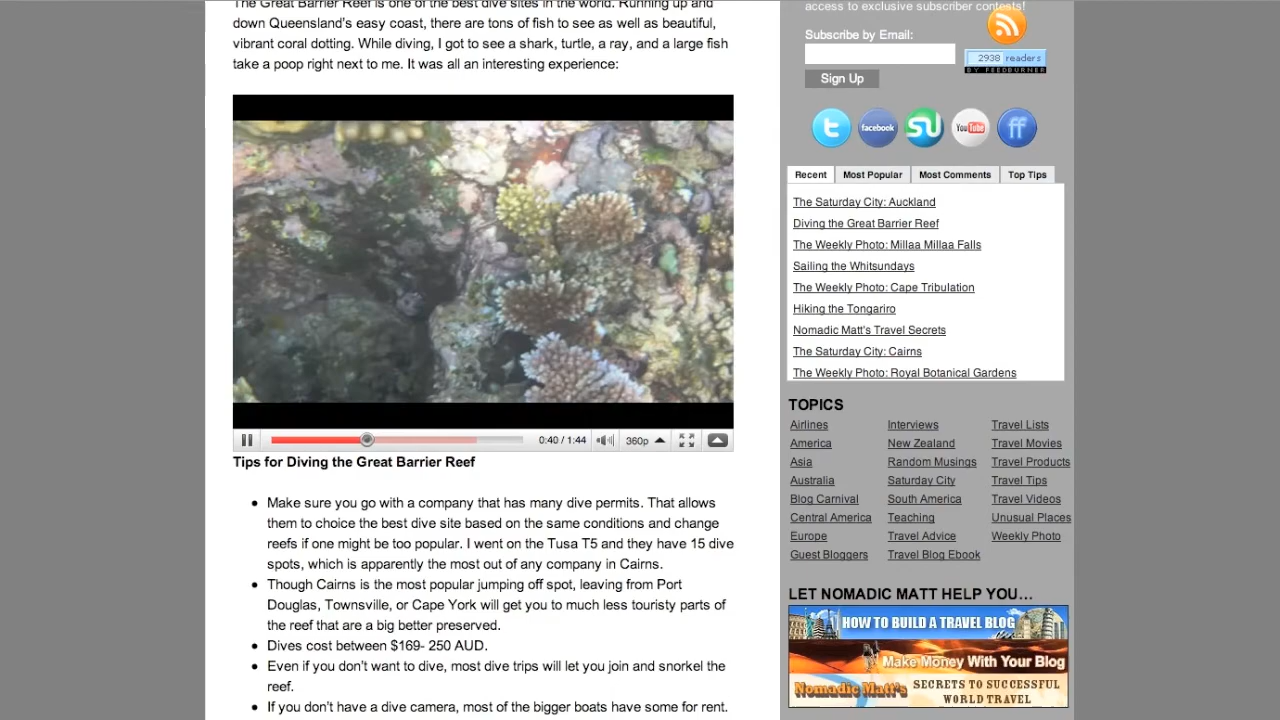 The Great Barrier Reef is one of the best dive sites in the world. Running up and
down Queensland's easy coast, there are tons of fish to see as well as beautiful,
vibrant coral dotting. While diving, I got to see a shark, turtle, a ray, and a large fish
take a poop right next to me. It was all an interesting experience:
0:40 / 1:44
360p
Tips for Diving the Great Barrier Reef
Make sure you go with a company that has many dive permits. That allows
them to choice the best dive site based on the same conditions and change
reefs if one might be too popular. I went on the Tusa T5 and they have 15 dive
spots, which is apparently the most out of any company in Cairns.
Though Cairns is the most popular jumping off spot, leaving from Port
Douglas, Townsville, or Cape York will get you to much less touristy parts of
the reef that are a big better preserved.
Dives cost between $169- 250 AUD.
Even if you don't want to dive, most dive trips will let you join and snorkel the
reef.
If you don't have a dive camera, most of the bigger boats have some for rent.
access to exclusive subscriber contests!
Subscribe by Email:
2938 readers
BY FEEDBURNER
Sign Up
t
facebook
SU
YouTube
ff
Recent
Most Popular
Most Comments
Top Tips
The Saturday City: Auckland
Diving the Great Barrier Reef
The Weekly Photo: Millaa Millaa Falls
Sailing the Whitsundays
The Weekly Photo: Cape Tribulation
Hiking the Tongariro
Nomadic Matt's Travel Secrets
The Saturday City: Cairns
The Weekly Photo: Royal Botanical Gardens
TOPICS
Airlines Interviews Travel Lists
America New Zealand Travel Movies
Asia Random Musings Travel Products
Australia Saturday City Travel Tips
Blog Carnival South America Travel Videos
Central America Teaching Unusual Places
Europe Travel Advice Weekly Photo
Guest Bloggers Travel Blog Ebook
LET NOMADIC MATT HELP YOU...
HOW TO BUILD A TRAVEL BLOG
Make Money With Your Blog
Nomadic Matt's SECRETS TO SUCCESSFUL
WORLD TRAVEL